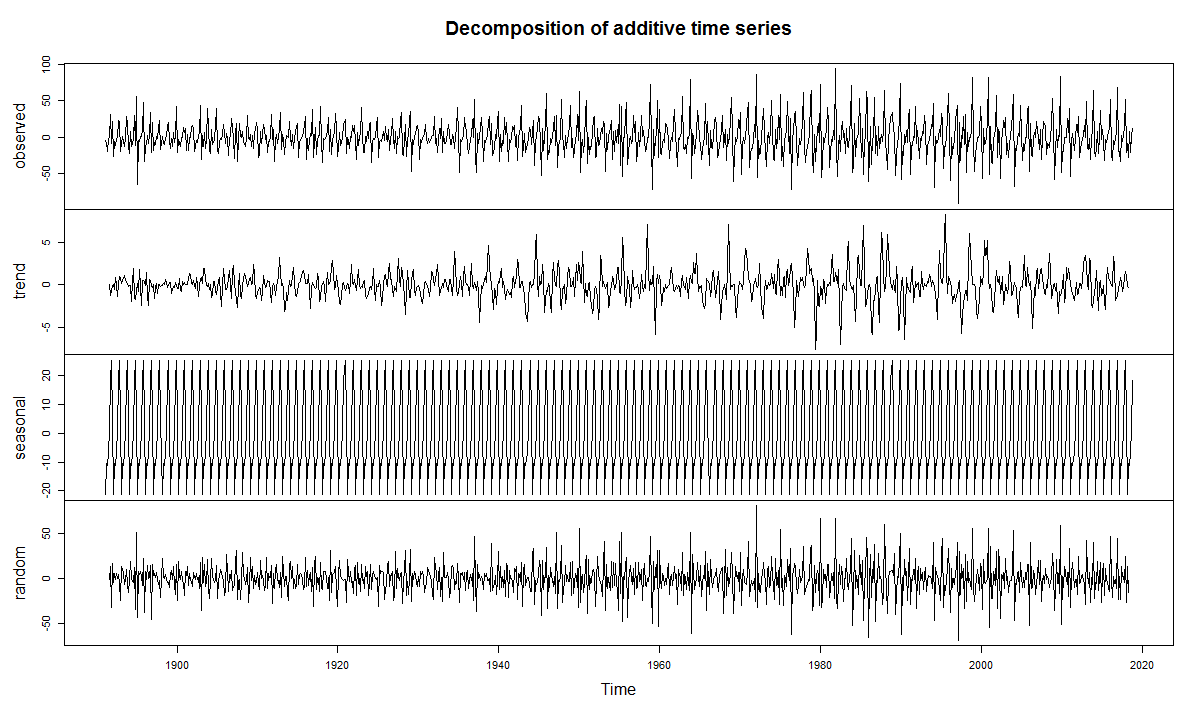 Decomposition of additive time series
observed
-50 0 50 100
trend
-5 0 5
seasonal
-20 -10 0 10 20
random
-50 0 50
1900 1920 1940 1960 1980 2000 2020
Time